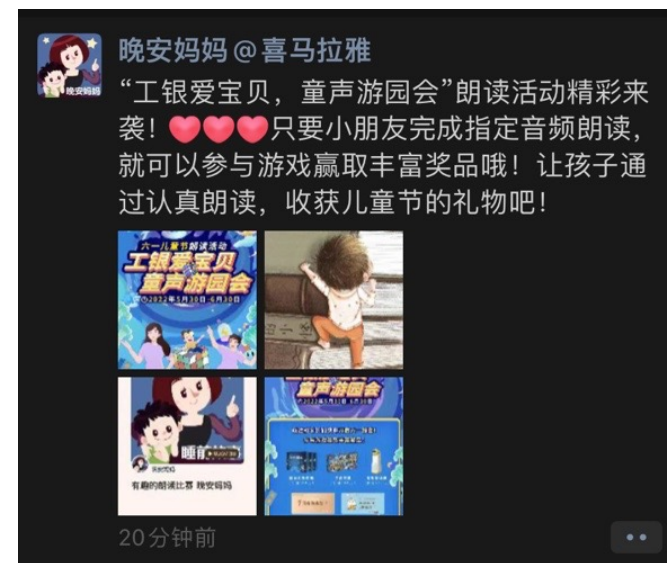 晚安妈妈@喜马拉雅
晚安妈妈
“工银爱宝贝，童声游园会”朗读活动精彩来
袭！❤❤❤只要小朋友完成指定音频朗读，
就可以参与游戏赢取丰富奖品哦！让孩子通
过认真朗读，收获儿童节的礼物吧！
六一儿童节朗读活动
工银爱宝贝
童声游园会
2022年5月30日-6月30日
童声游园会
睡前故事
有趣的朗读比赛 晚安妈妈
20分钟前